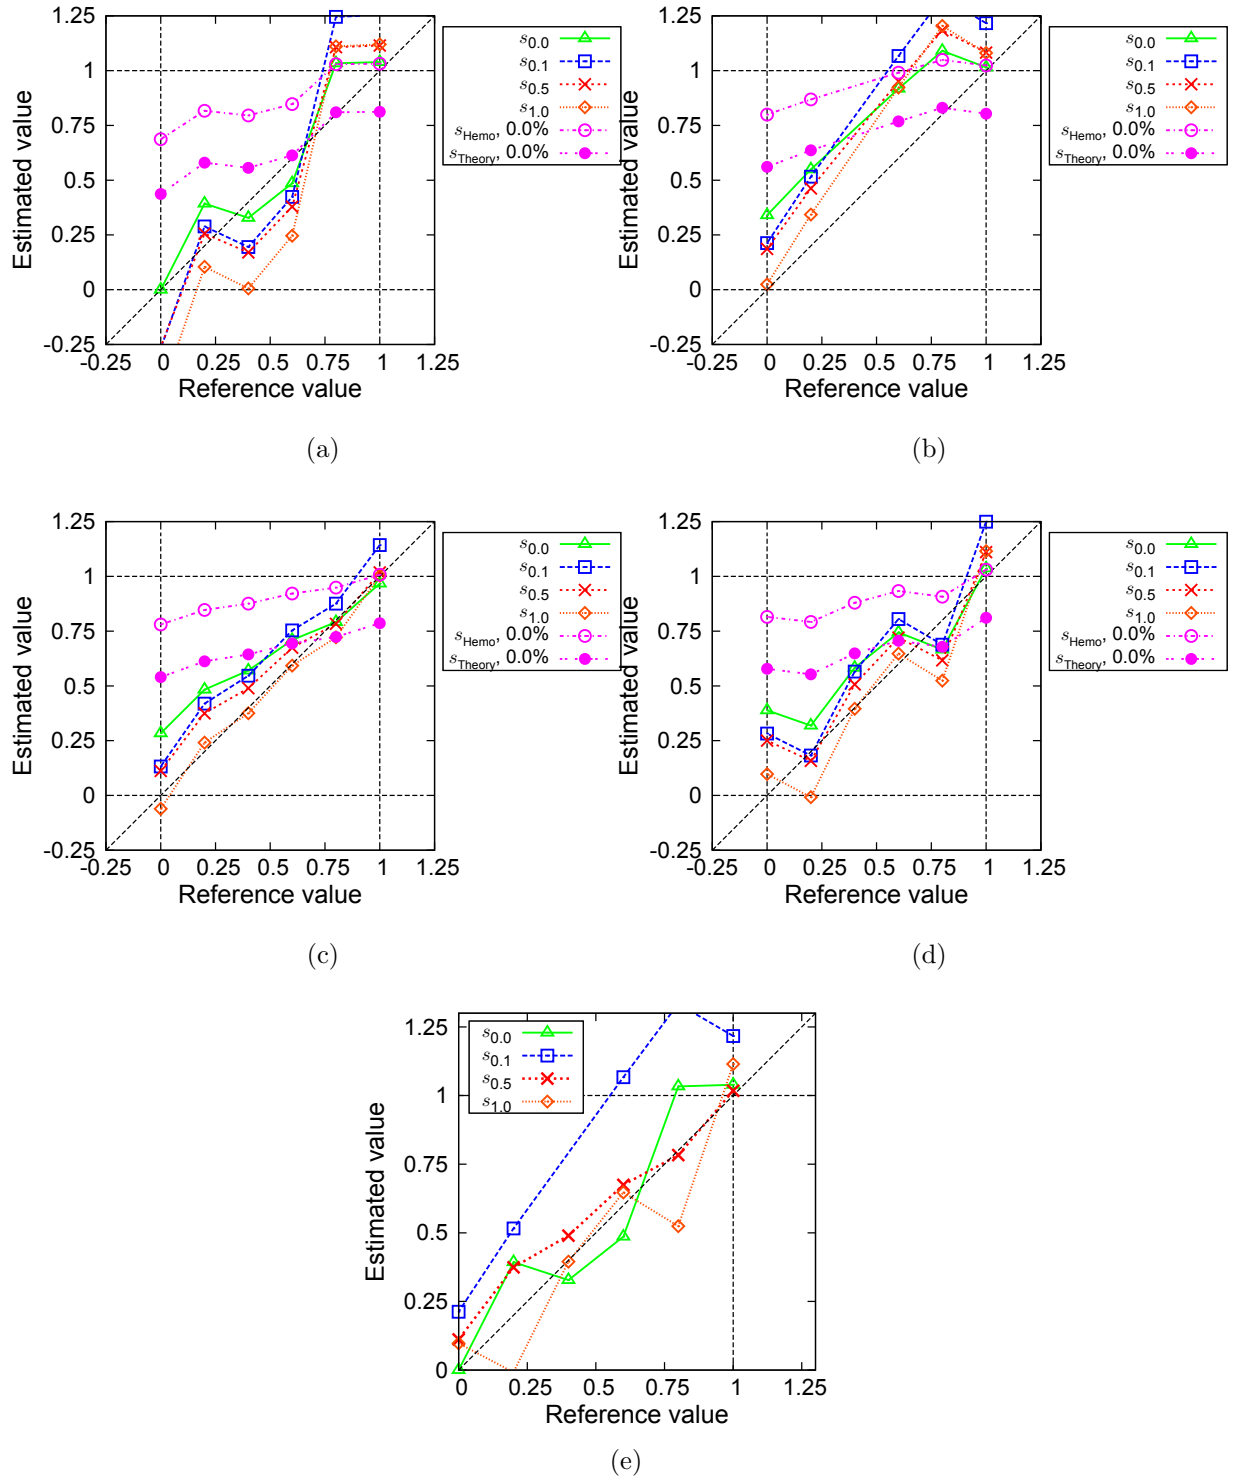 1.25
1
0.75
0.5
0.25
0
-0.25
Estimated value
-0.25 0 0.25 0.5 0.75 1 1.25
Reference value
s0.0
s0.1
s0.5
s1.0
sHemo, 0.0%
sTheory, 0.0%
(a)
1.25
1
0.75
0.5
0.25
0
-0.25
Estimated value
-0.25 0 0.25 0.5 0.75 1 1.25
Reference value
s0.0
s0.1
s0.5
s1.0
sHemo, 0.0%
sTheory, 0.0%
(b)
1.25
1
0.75
0.5
0.25
0
-0.25
Estimated value
-0.25 0 0.25 0.5 0.75 1 1.25
Reference value
s0.0
s0.1
s0.5
s1.0
sHemo, 0.0%
sTheory, 0.0%
(c)
1.25
1
0.75
0.5
0.25
0
-0.25
Estimated value
-0.25 0 0.25 0.5 0.75 1 1.25
Reference value
s0.0
s0.1
s0.5
s1.0
sHemo, 0.0%
sTheory, 0.0%
(d)
1.25
1
0.75
0.5
0.25
0
Estimated value
0 0.25 0.5 0.75 1 1.25
Reference value
s0.0
s0.1
s0.5
s1.0
(e)